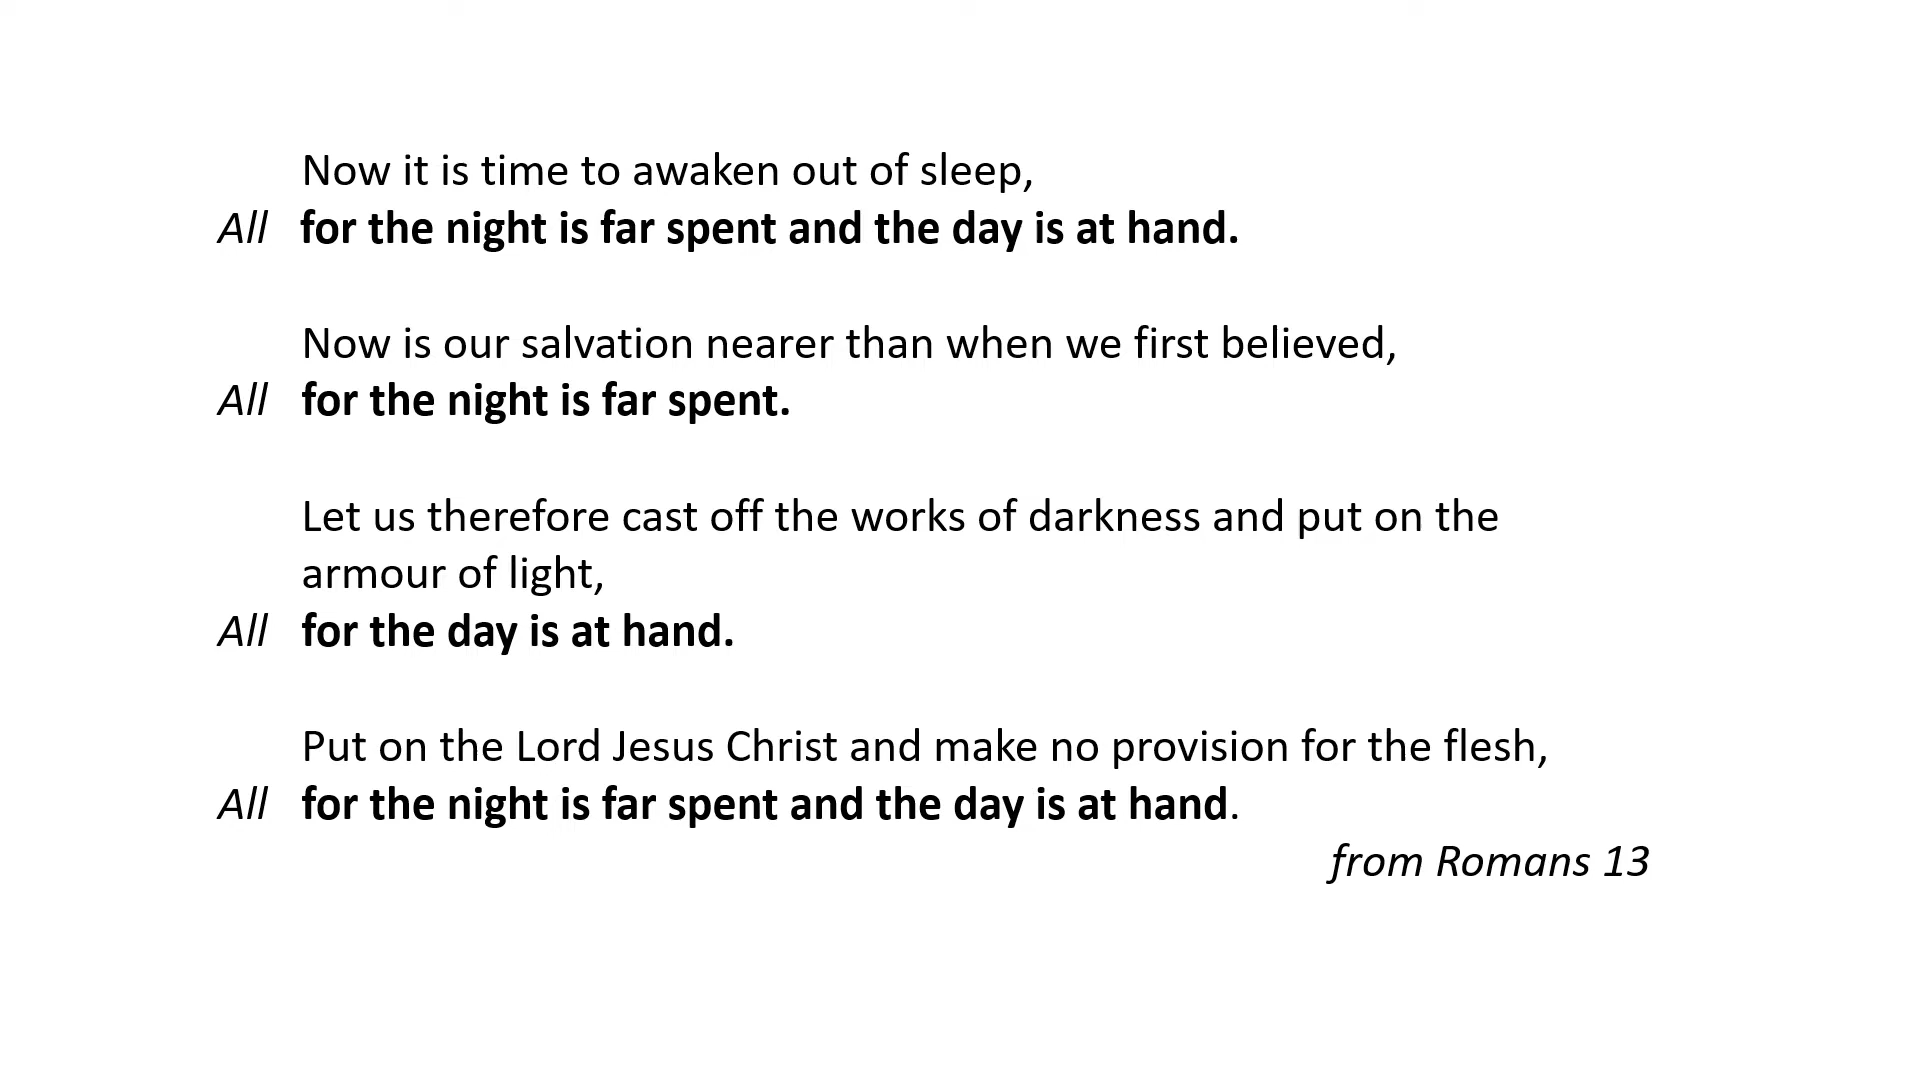 Now it is time to awaken out of sleep,
All for the night is far spent and the day is at hand.
Now is our salvation nearer than when we first believed,
All for the night is far spent.
Let us therefore cast off the works of darkness and put on the
armour of light,
All for the day is at hand.
Put on the Lord Jesus Christ and make no provision for the flesh,
All for the night is far spent and the day is at hand.
from Romans 13